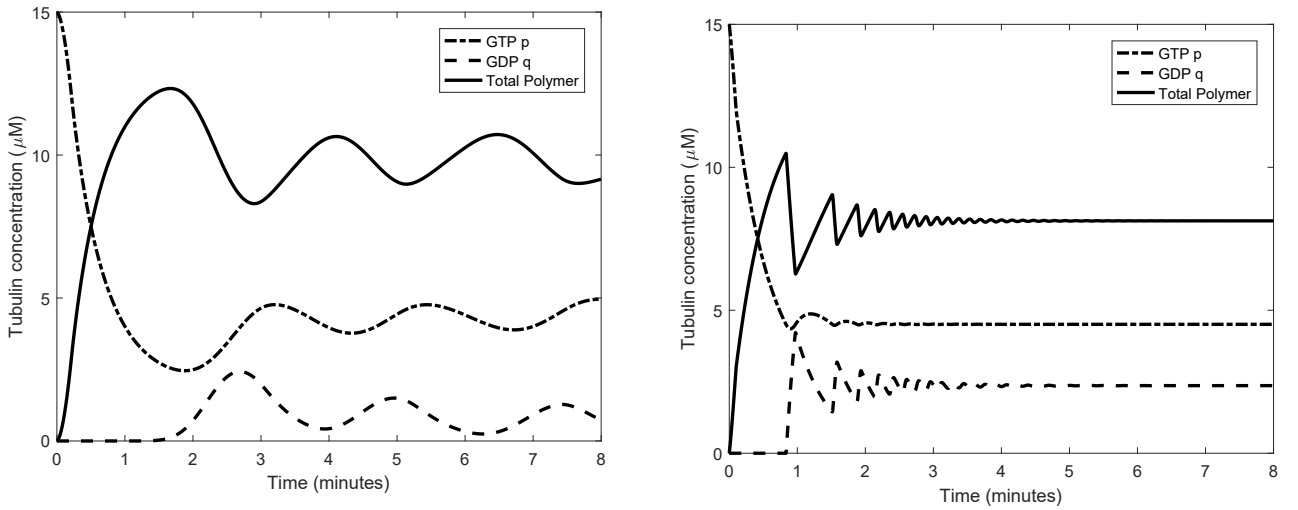 15
10
5
0
Tubulin concentration (μM)
GTP p
GDP q
Total Polymer
0 1 2 3 4 5 6 7 8
Time (minutes)
15
10
5
0
Tubulin concentration (μM)
GTP p
GDP q
Total Polymer
0 1 2 3 4 5 6 7 8
Time (minutes)